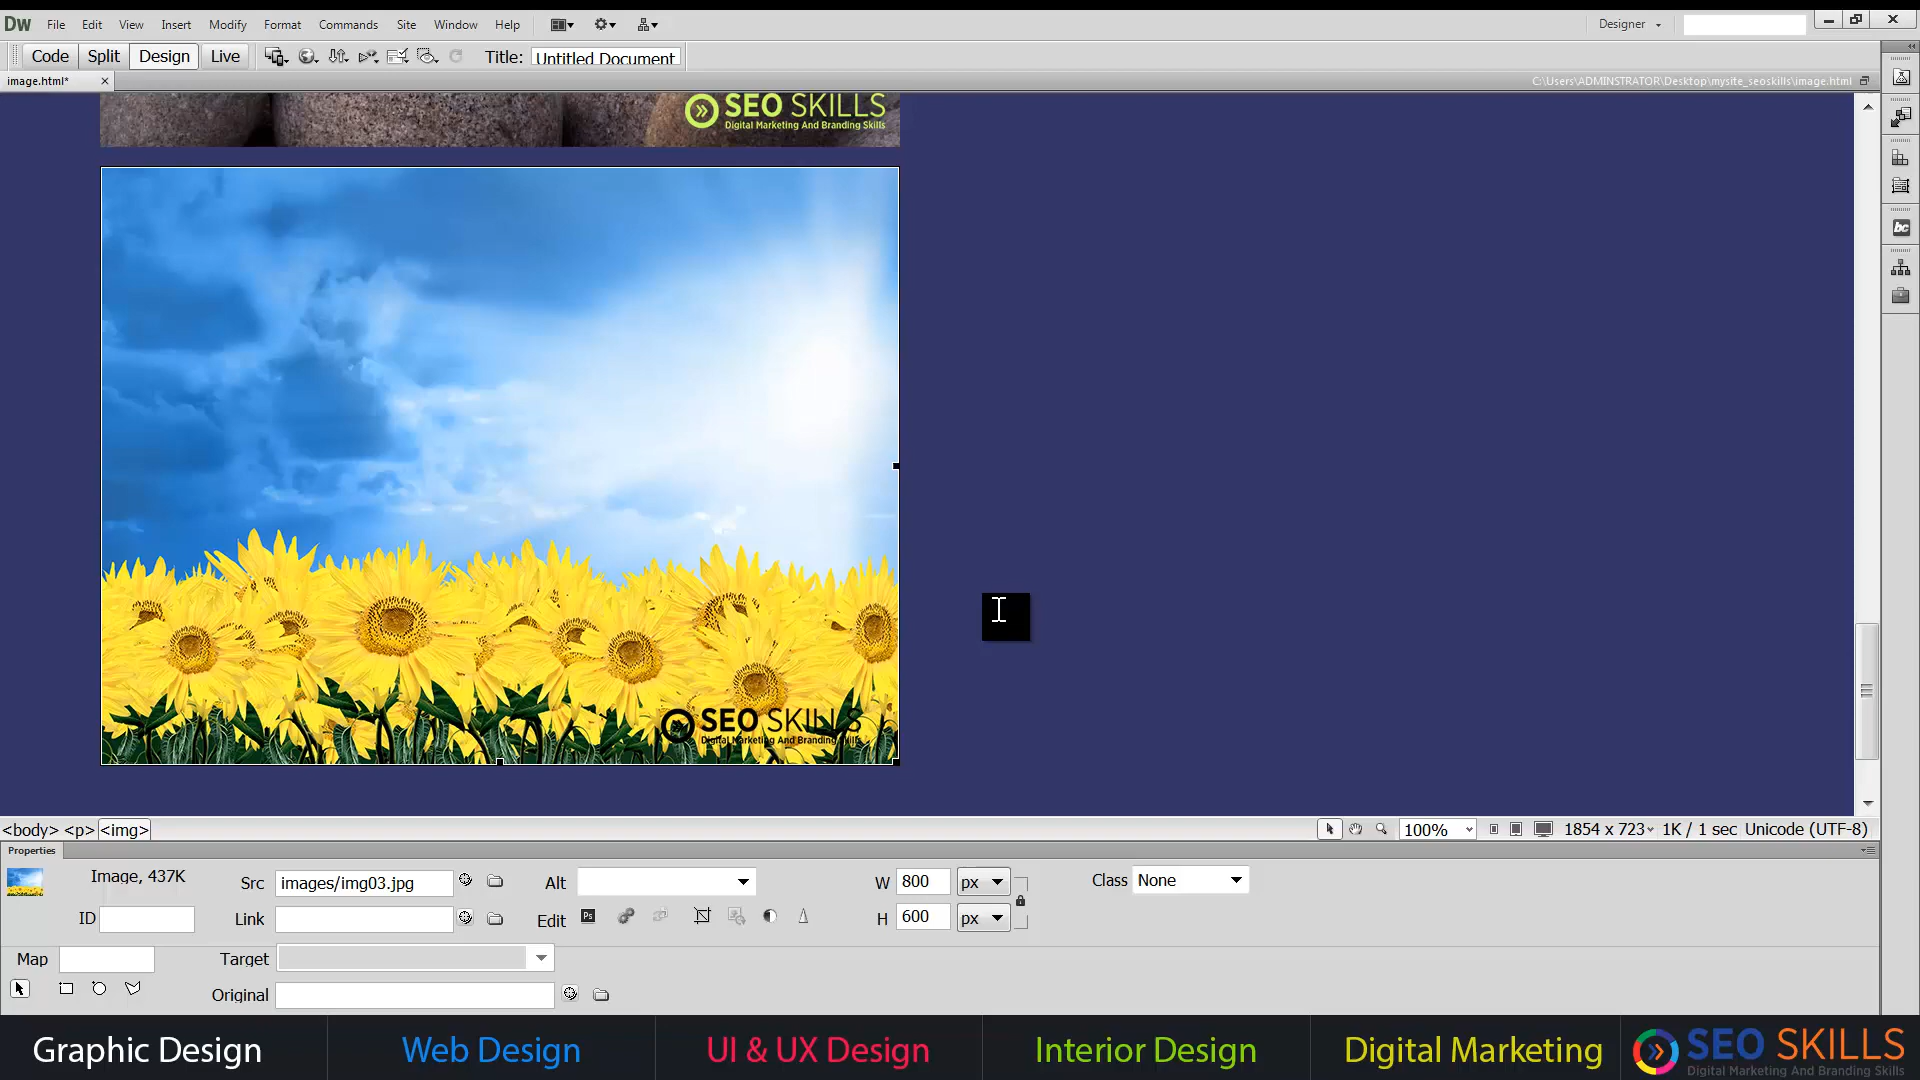 Dw File Edit View Insert Modify Format Commands Site Window Help Designer
Code Split Design Live Title: Untitled Document
image.html* C:\Users\ADMINSTRATOR\Desktop\mysite_seoskills\image.html
SEO SKILLS
Digital Marketing And Branding Skills
bc
SEO SKILLS
Digital Marketing And Branding Skills
<body> <p> <img> 100% 1854 x 723 1K / 1 sec Unicode (UTF-8)
Properties
Image, 437K Src images/img03.jpg Alt W 800 px Class None
ID Link Edit Ps H 600 px
Map Target
Original
Graphic Design Web Design UI & UX Design Interior Design Digital Marketing SEO SKILLS
Digital Marketing And Branding Skills